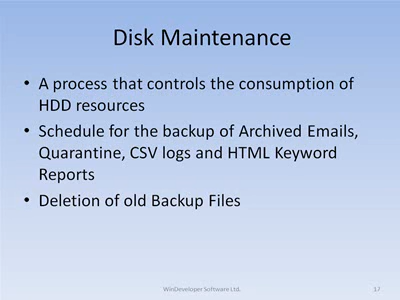 Disk Maintenance
• A process that controls the consumption of
HDD resources
• Schedule for the backup of Archived Emails,
Quarantine, CSV logs and HTML Keyword
Reports
• Deletion of old Backup Files
WinDeveloper Software Ltd.
17